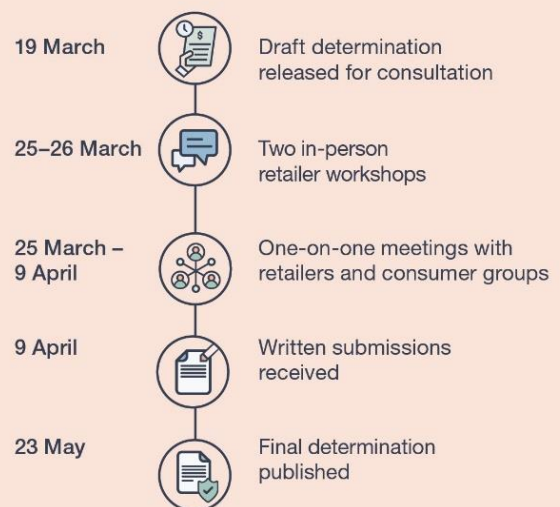 19 March
Draft determination
released for consultation
25–26 March
Two in-person
retailer workshops
25 March –
9 April
One-on-one meetings with
retailers and consumer groups
9 April
Written submissions
received
23 May
Final determination
published